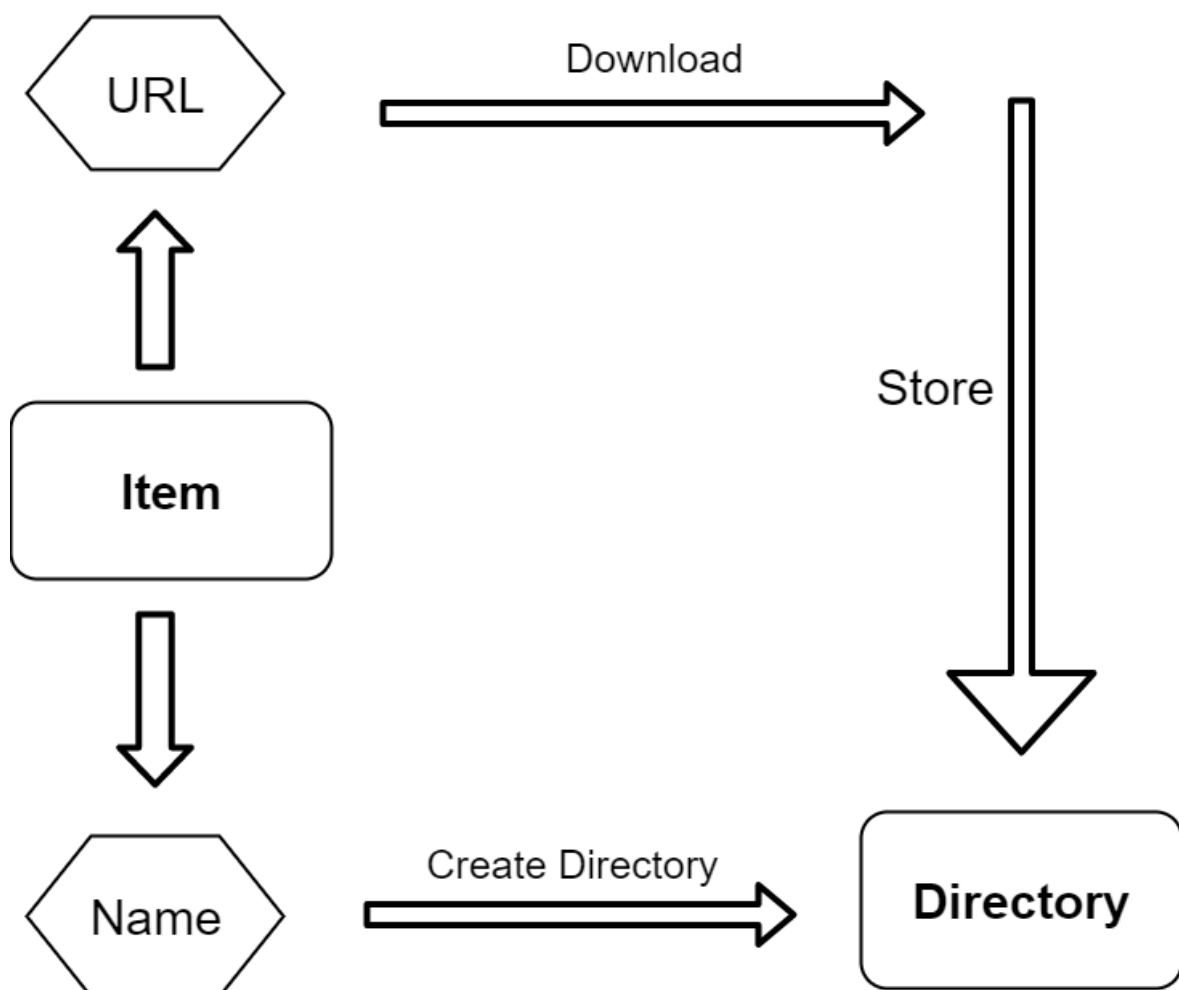 URL
Download
Store
Item
Create Directory
Name
Directory